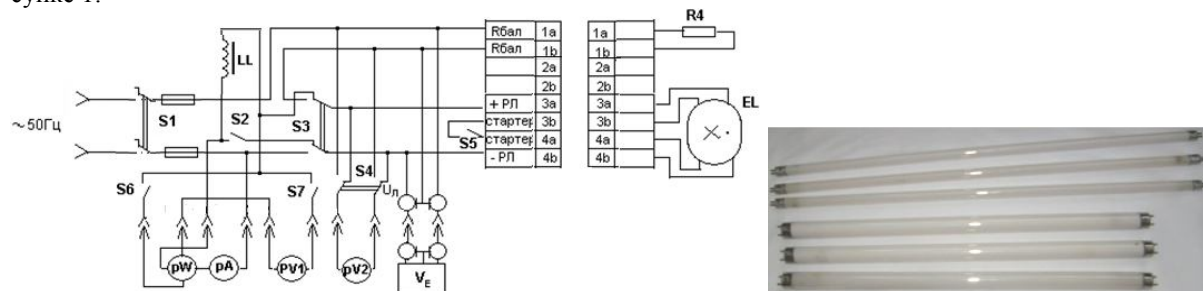 сунке 1.
Rбал 1a
Rбал 1b
2a
2b
+ РЛ 3a
стартер 3b
стартер 4a
- РЛ 4b
1a
1b
2a
2b
3a
3b
4a
4b
R4
EL
LL
S1
S2
S3
S4
S5
S6
S7
~ 50Гц
Uл
pW
pA
PV1
pV2
VE